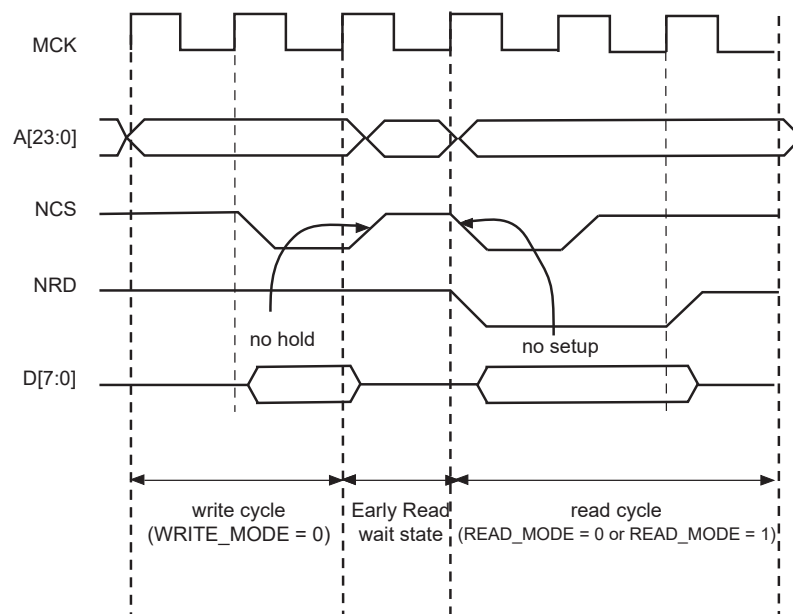 MCK
A[23:0]
NCS
NRD
no hold
no setup
D[7:0]
write cycle
(WRITE_MODE = 0)
Early Read
wait state
read cycle
(READ_MODE = 0 or READ_MODE = 1)